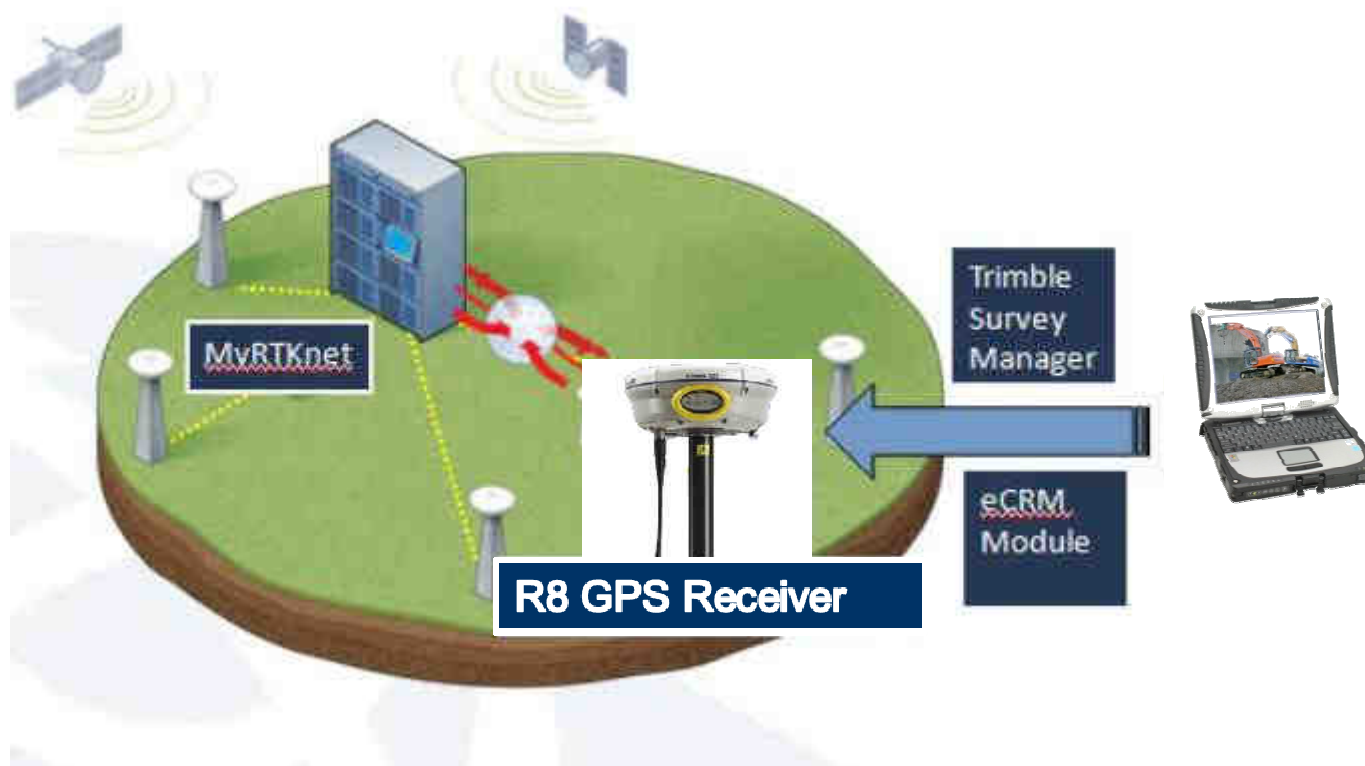 MyRTKnet
Trimble
Survey
Manager
eCRM
Module
R8 GPS Receiver